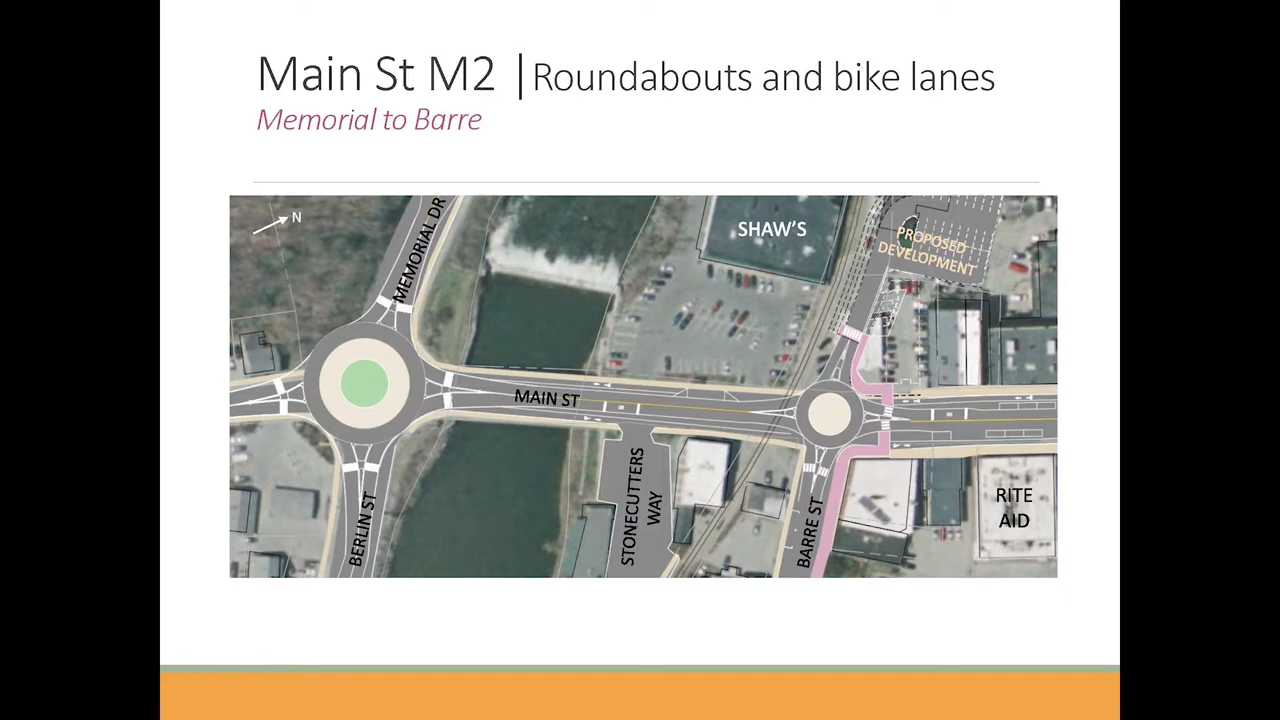 Main St M2 | Roundabouts and bike lanes
Memorial to Barre
N
MEMORIAL DR
SHAW'S
PROPOSED
DEVELOPMENT
MAIN ST
BERLIN ST
STONECUTTERS
WAY
BARRE ST
RITE
AID